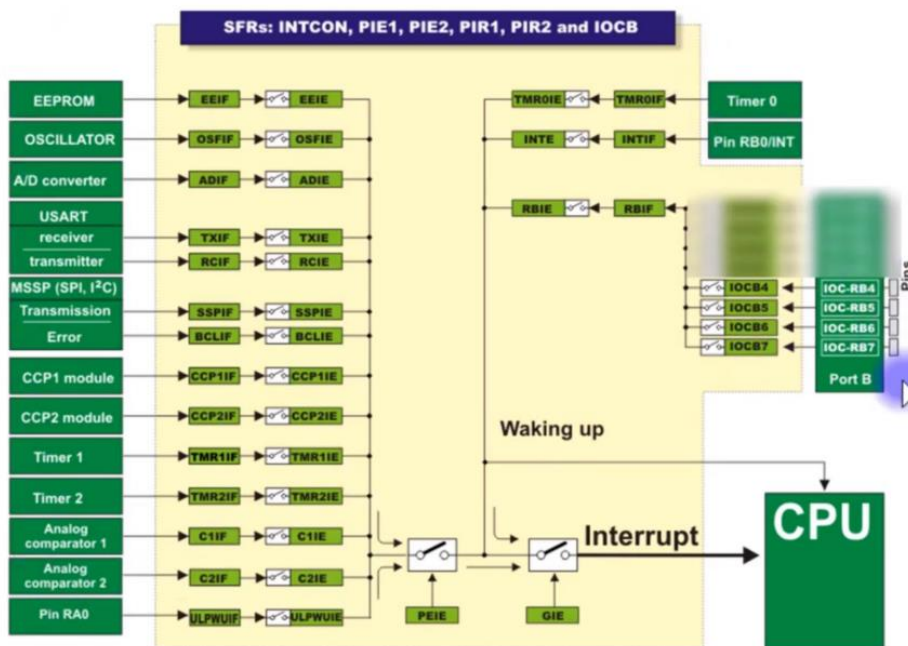 SFRs: INTCON, PIE1, PIE2, PIR1, PIR2 and IOCB
EEPROM EEIF EEIE TMR0IE TMR0IF Timer 0
OSCILLATOR OSFIF OSFIE INTE INTIF Pin RB0/INT
A/D converter ADIF ADIE
RBIE RBIF
USART
receiver TXIF TXIE
transmitter RCIF RCIE
MSSP (SPI, I²C) IOCB4 IOC-RB4 Pins
Transmission SSPIF SSPIE IOCB5 IOC-RB5
Error BCLIF BCLIE IOCB6 IOC-RB6
IOCB7 IOC-RB7
CCP1 module CCP1IF CCP1IE Port B
CCP2 module CCP2IF CCP2IE
Waking up
Timer 1 TMR1IF TMR1IE
Timer 2 TMR2IF TMR2IE
CPU
Analog
comparator 1 C1IF C1IE
Interrupt
Analog
comparator 2 C2IF C2IE
Pin RA0 ULPWUIF ULPWUIE PEIE GIE